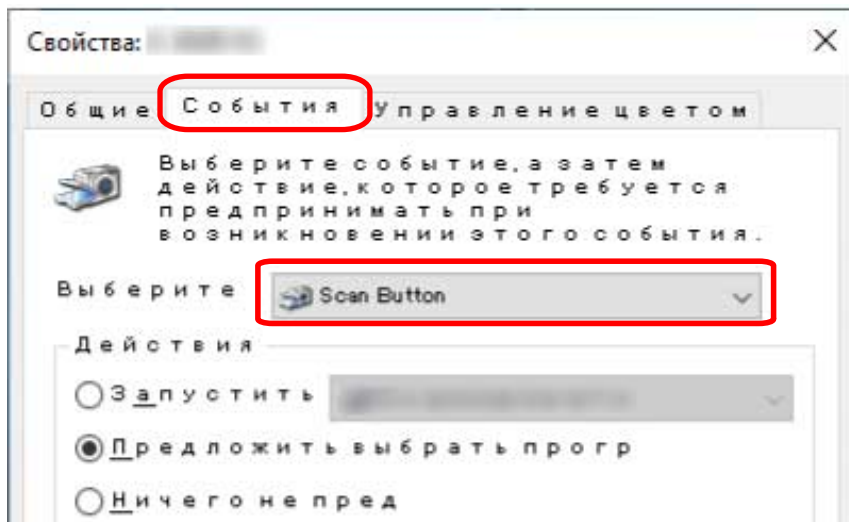 Свойства:
Общие События Управление цветом
Выберите событие, а затем
действие, которое требуется
предпринимать при
возникновении этого события.
Выберите Scan Button
Действия
Запустить
Предложить выбрать прогр
Ничего не пред